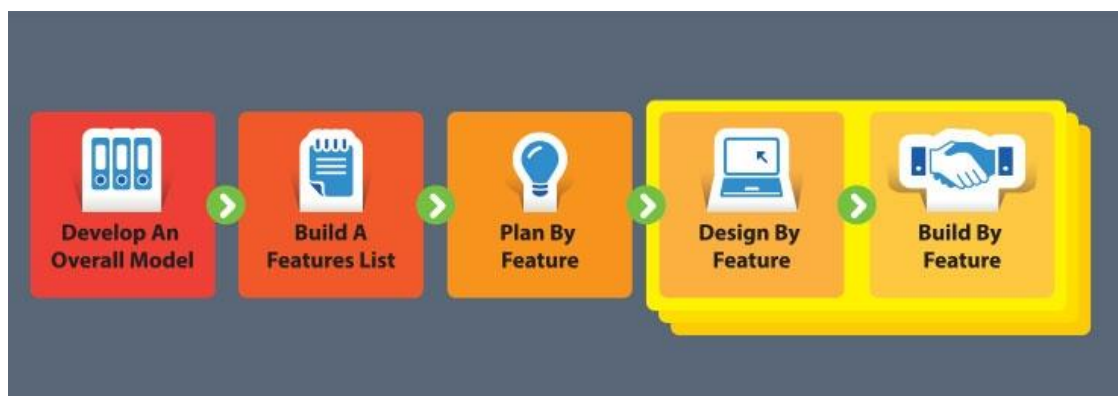 Develop An
Overall Model
Build A
Features List
Plan By
Feature
Design By
Feature
Build By
Feature